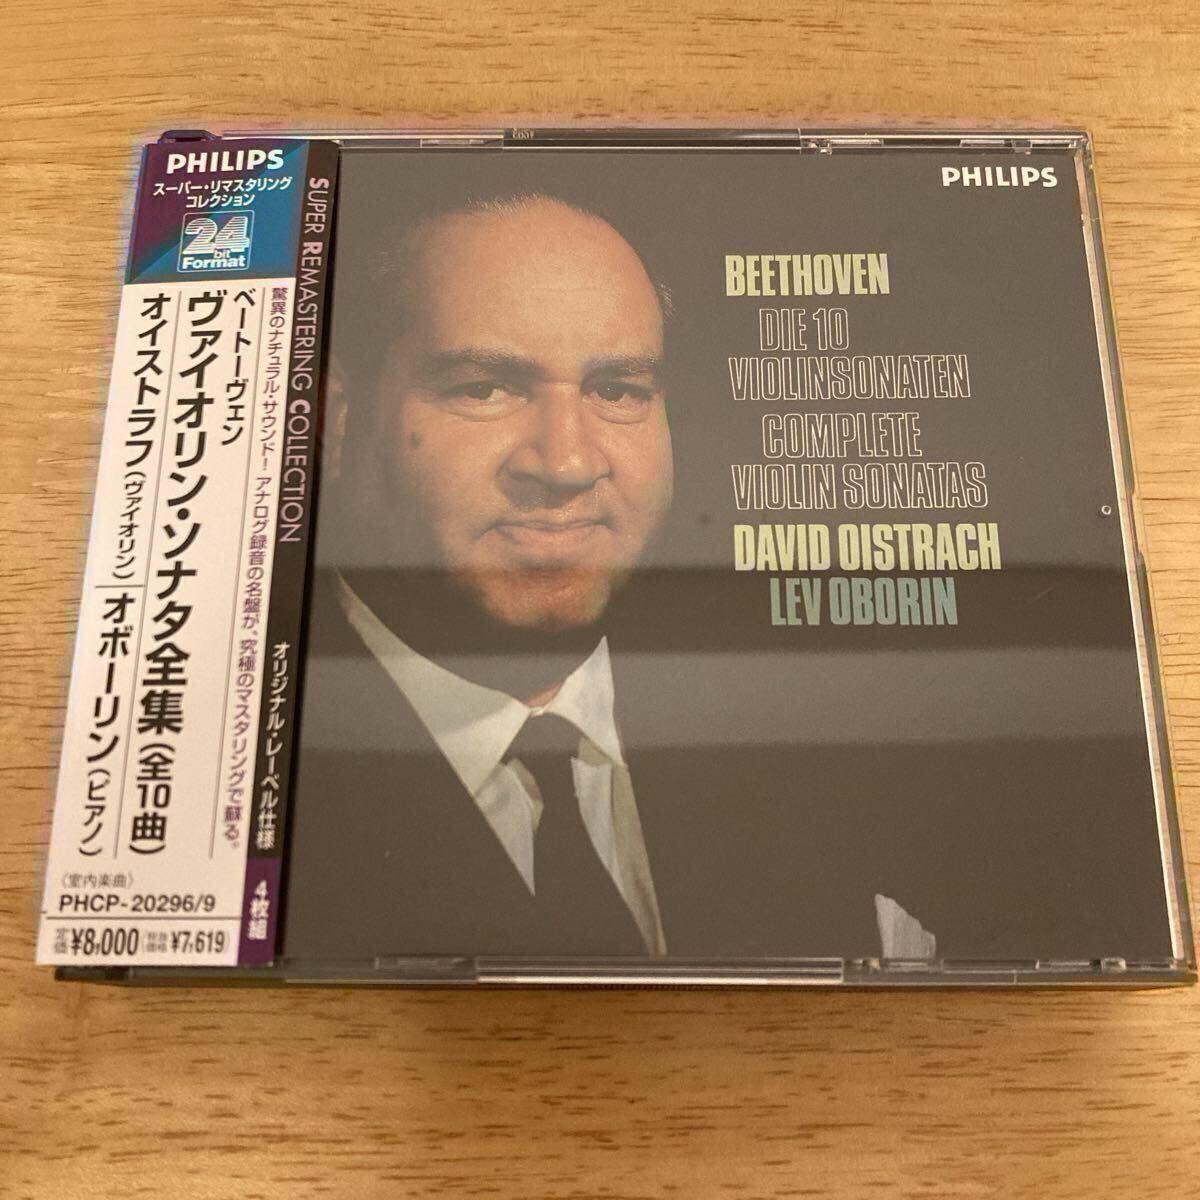 PHILIPS
スーパー・リマスタリング
コレクション
24
bit
Format
SUPER REMASTERING COLLECTION
オリジナル・レーベル仕様
4枚組
驚異のナチュラル・サウンド! アナログ録音の名盤が、究極のマスタリングで蘇る。
ベートーヴェン
ヴァイオリン・ソナタ全集(全10曲)
オイストラフ(ヴァイオリン) オボーリン(ピアノ)
〈室内楽曲〉
PHCP-20296/9
定価 ¥8,000 (税抜価格 ¥7,619)
PHILIPS
BEETHOVEN
DIE 10
VIOLINSONATEN
COMPLETE
VIOLIN SONATAS
DAVID OISTRACH
LEV OBORIN